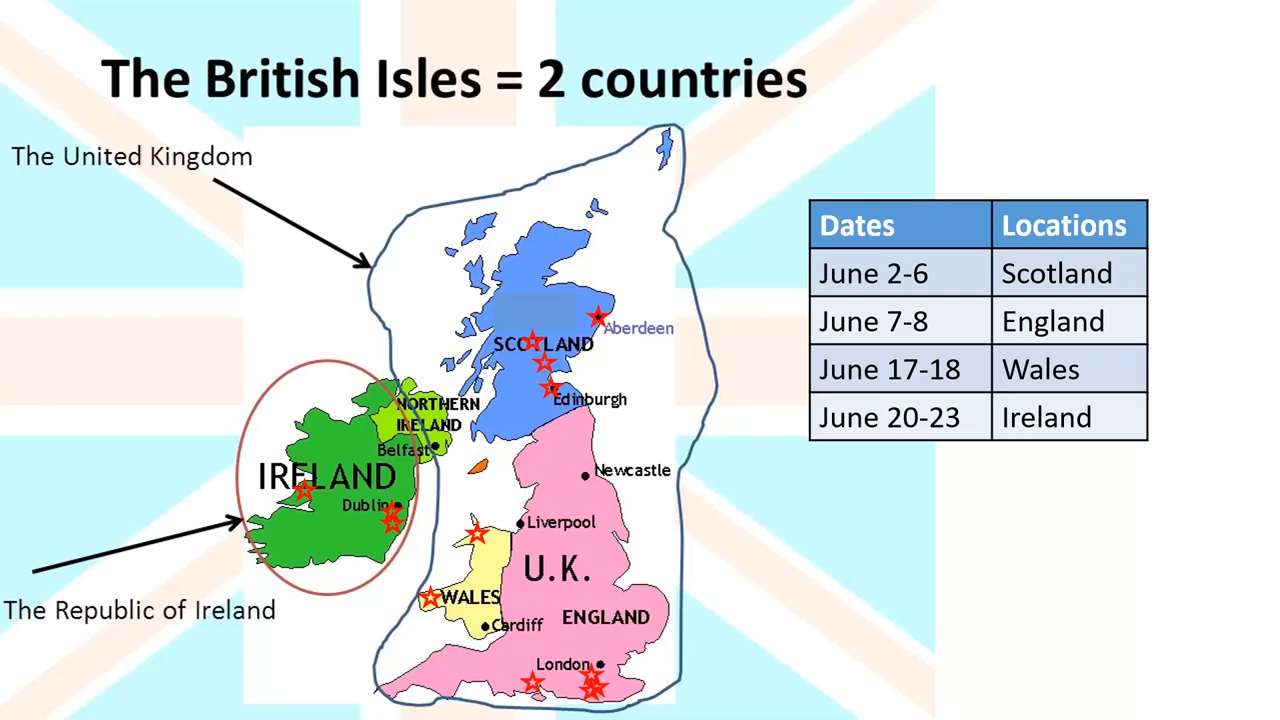 The British Isles = 2 countries
The United Kingdom
Dates Locations
June 2-6 Scotland
June 7-8 England
June 17-18 Wales
June 20-23 Ireland
Aberdeen
SCOTLAND
Edinburgh
NORTHERN
IRELAND
Belfast
IRELAND
Newcastle
Dublin
Liverpool
U.K.
WALES
ENGLAND
Cardiff
The Republic of Ireland
London